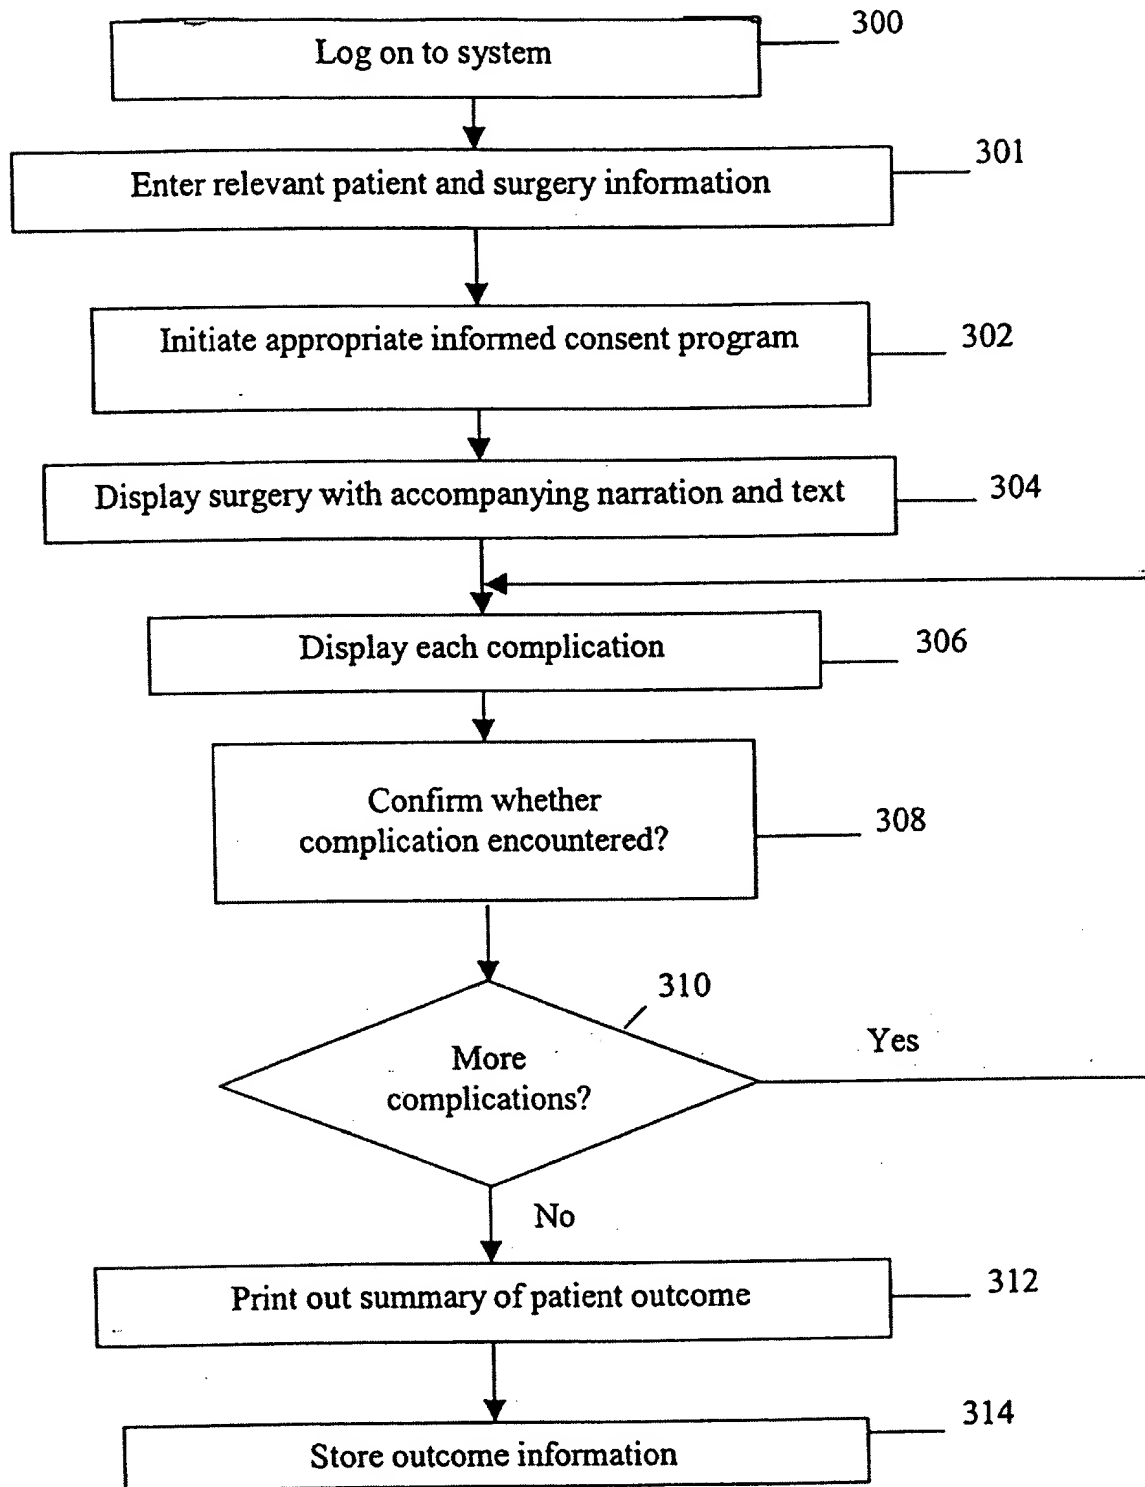 Log on to system
300
Enter relevant patient and surgery information
301
Initiate appropriate informed consent program
302
Display surgery with accompanying narration and text
304
Display each complication
306
Confirm whether
complication encountered?
308
310
More
complications?
Yes
No
Print out summary of patient outcome
312
Store outcome information
314